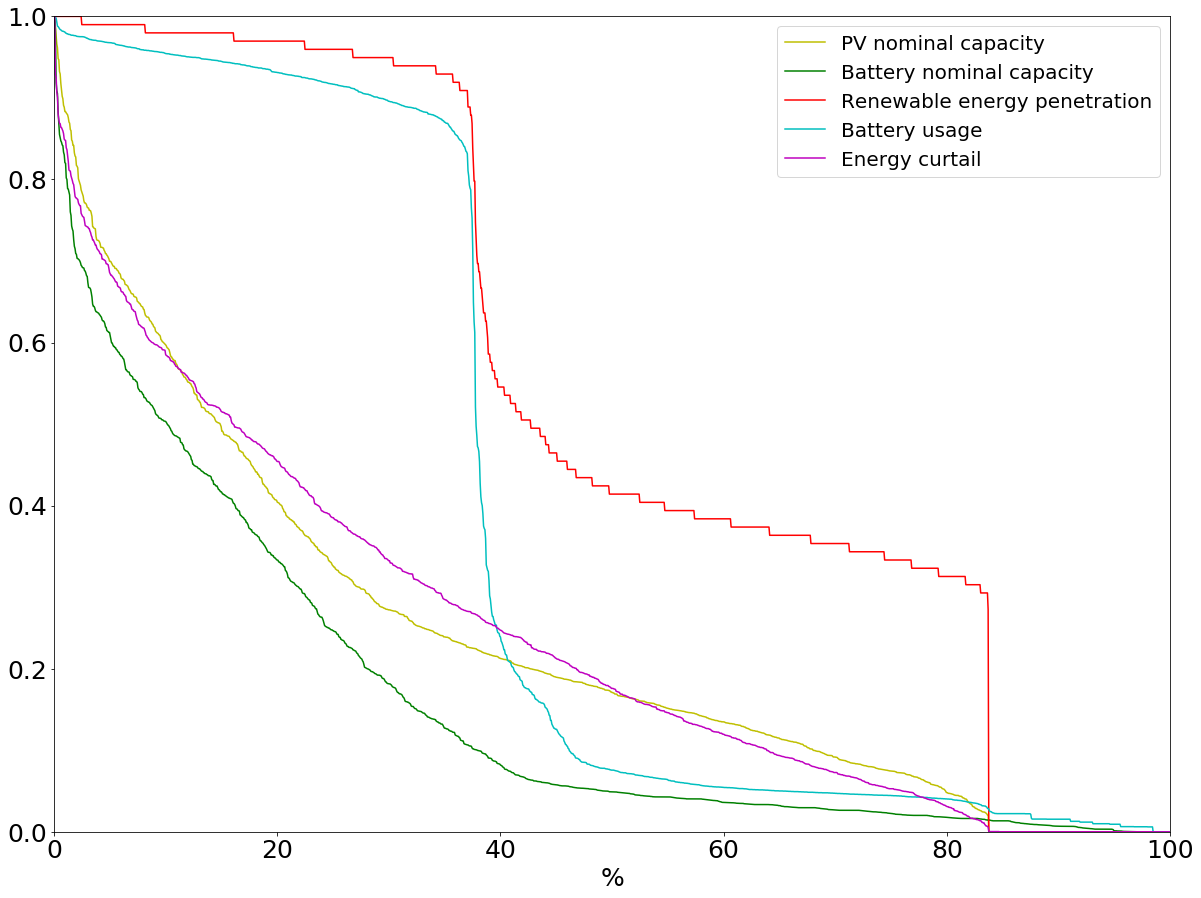 1.0
0.8
0.6
0.4
0.2
0.0
PV nominal capacity
Battery nominal capacity
Renewable energy penetration
Battery usage
Energy curtail
0 20 40 60 80 100
%